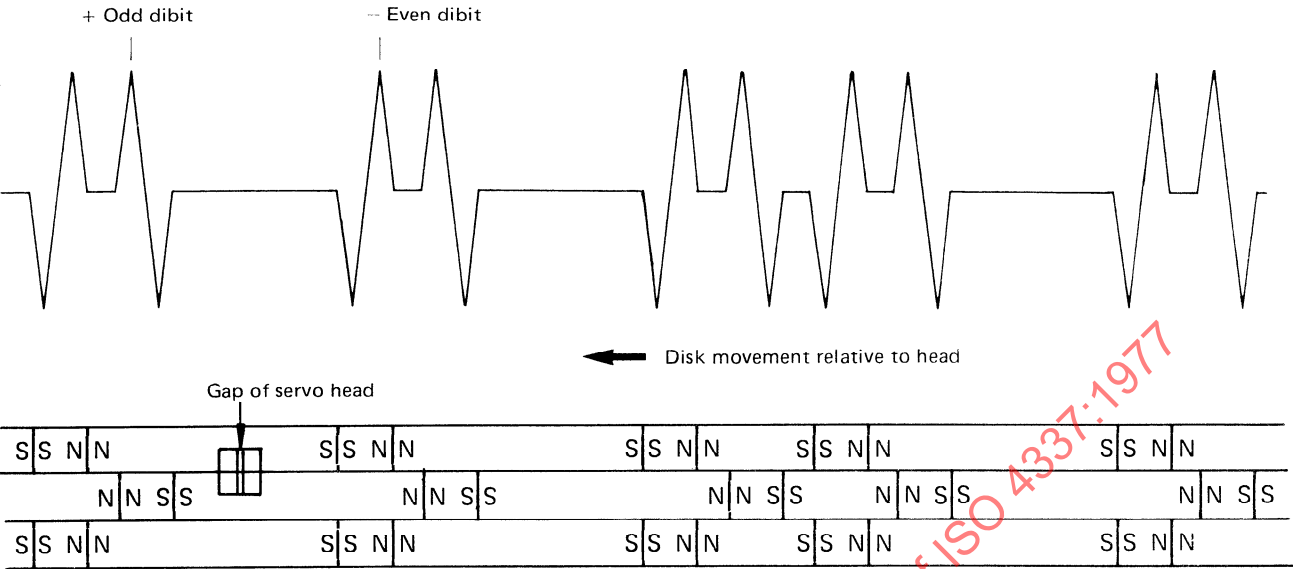 + Odd dibit
— Even dibit
Disk movement relative to head
Gap of servo head
S S N N S S N N S S N N S S N N S S N N
N N S S N N S S N N S S N N S S N N S S
S S N N S S N N S S N N S S N N S S N N
f ISO 4337:1977